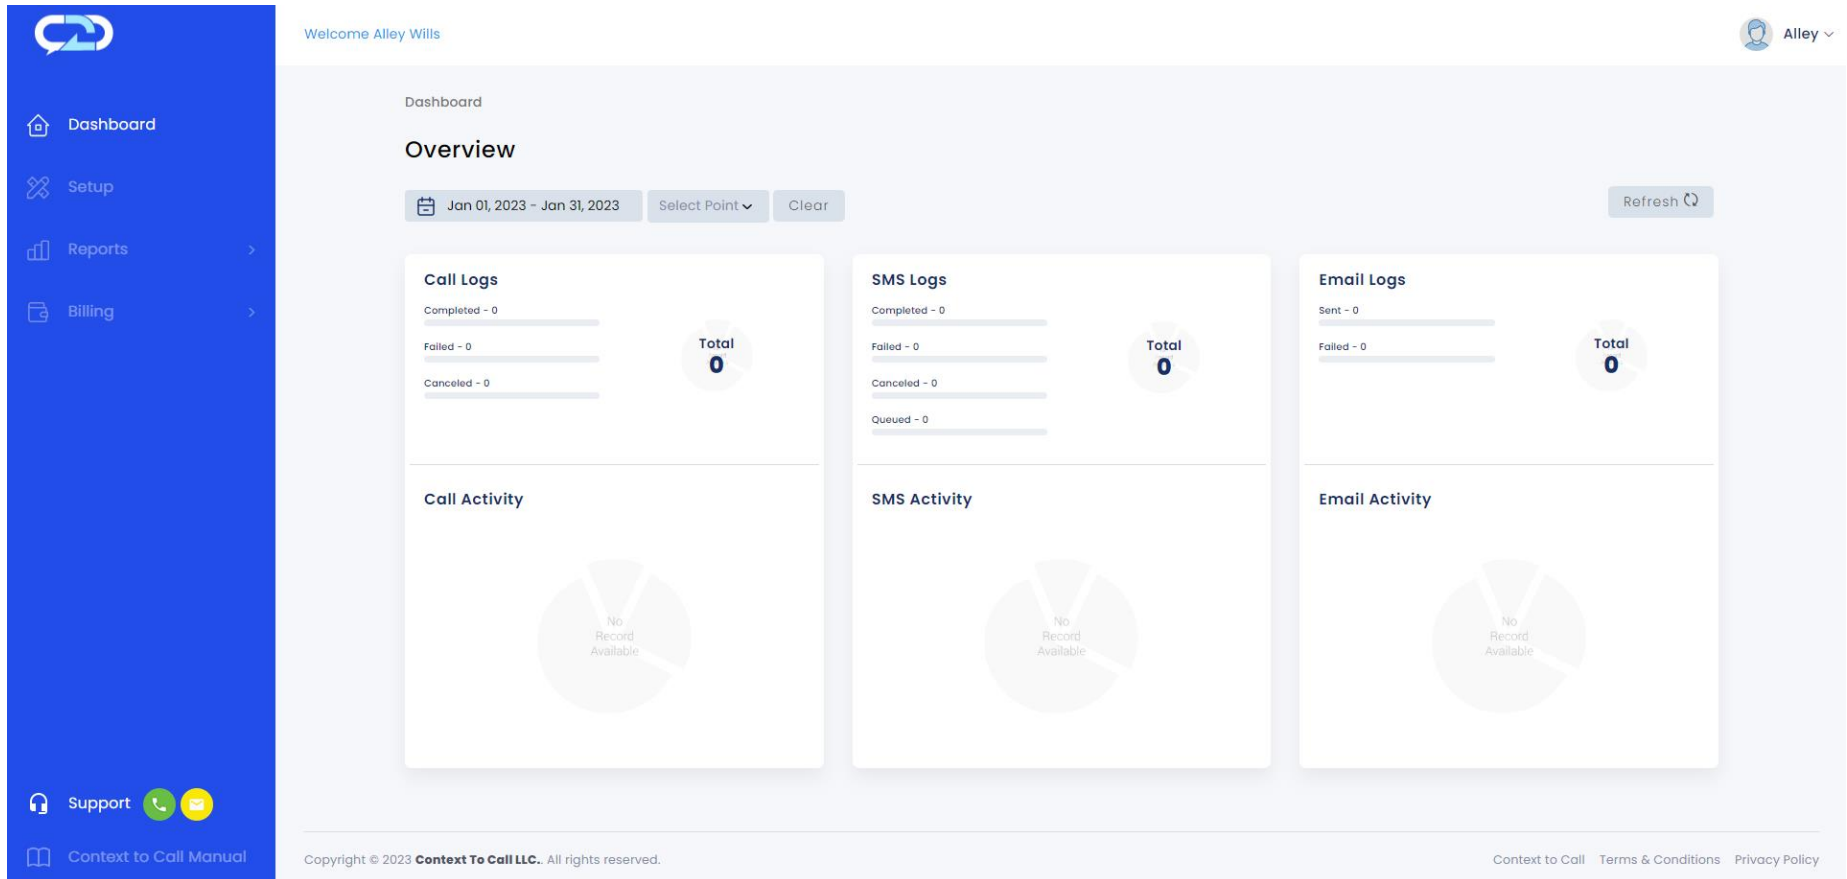 Welcome Alley Wills
Alley
Dashboard
Setup
Reports
Billing
Support
Context to Call Manual
Dashboard
Overview
Jan 01, 2023 - Jan 31, 2023
Select Point
Clear
Refresh
Call Logs
Completed - 0
Failed - 0
Canceled - 0
Total
0
Call Activity
No
Record
Available
SMS Logs
Completed - 0
Failed - 0
Canceled - 0
Queued - 0
Total
0
SMS Activity
No
Record
Available
Email Logs
Sent - 0
Failed - 0
Total
0
Email Activity
No
Record
Available
Copyright © 2023 Context To Call LLC.. All rights reserved.
Context to Call Terms & Conditions Privacy Policy